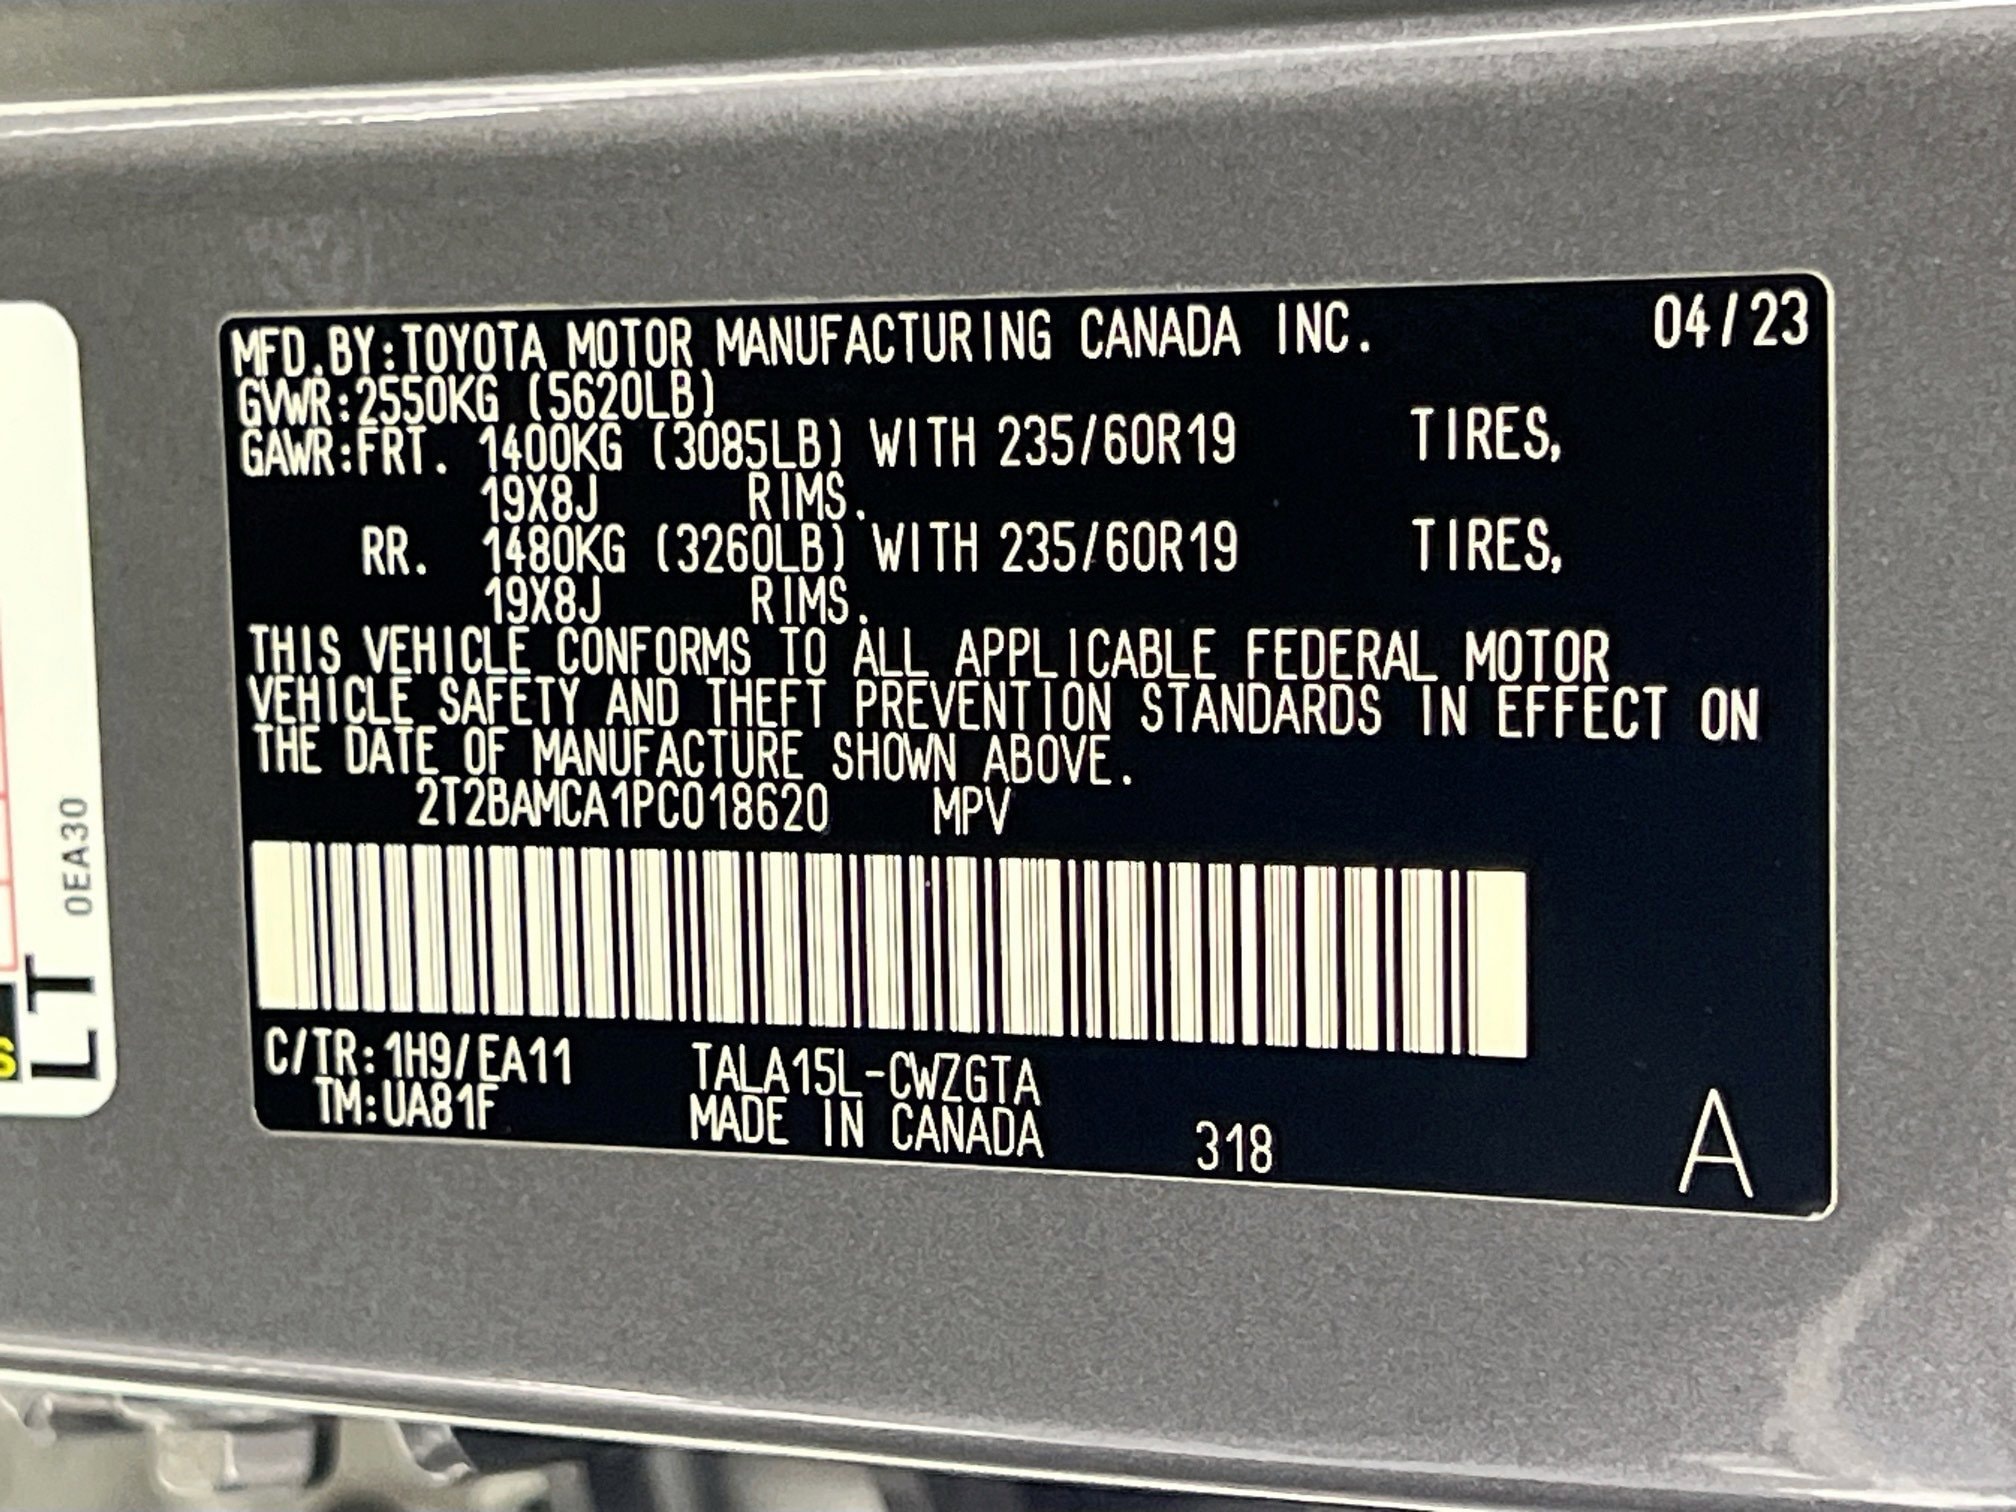 MFD.BY:TOYOTA MOTOR MANUFACTURING CANADA INC. 04/23
GVWR:2550KG (5620LB)
GAWR:FRT. 1400KG (3085LB) WITH 235/60R19 TIRES,
19X8J RIMS.
RR. 1480KG (3260LB) WITH 235/60R19 TIRES,
19X8J RIMS.
THIS VEHICLE CONFORMS TO ALL APPLICABLE FEDERAL MOTOR
VEHICLE SAFETY AND THEFT PREVENTION STANDARDS IN EFFECT ON
THE DATE OF MANUFACTURE SHOWN ABOVE.
2T2BAMCA1PC018620 MPV
C/TR:1H9/EA11 TALA15L-CWZGTA
TM:UA81F MADE IN CANADA 318 A
0EA30
LT
S